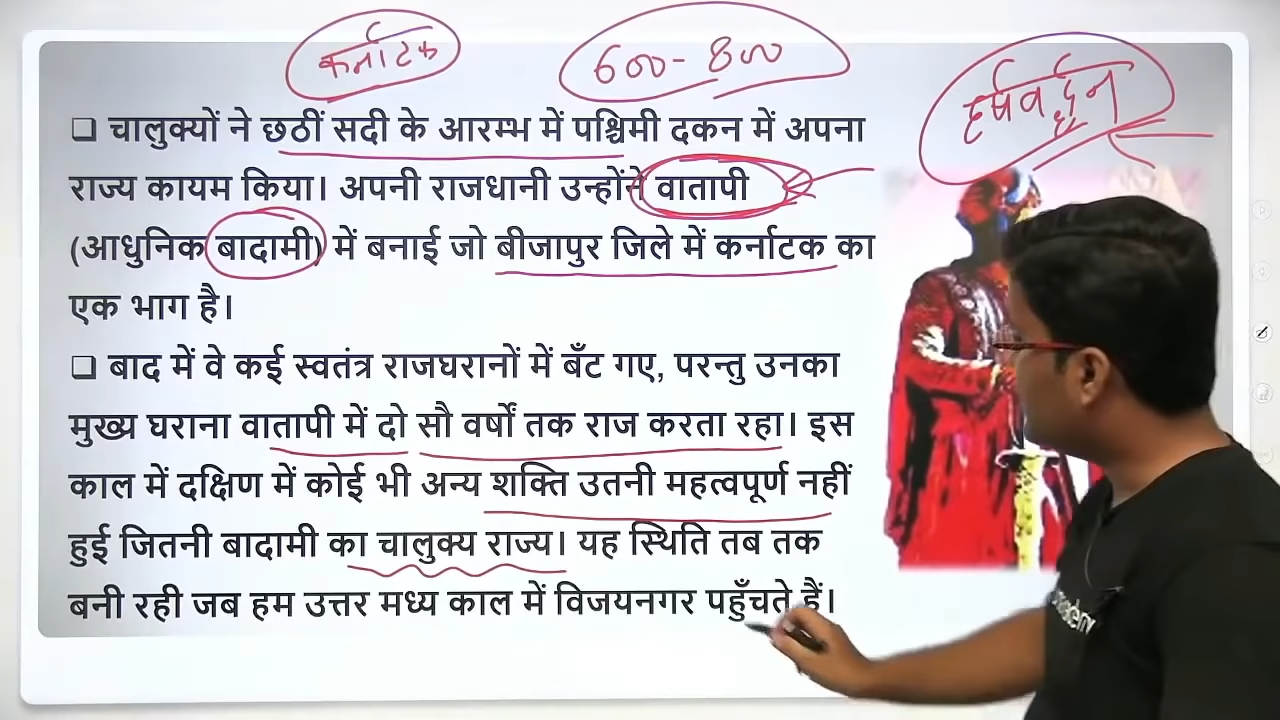 कर्नाटक
600-800
हर्षवर्द्धन
❑ चालुक्यों ने छठीं सदी के आरम्भ में पश्चिमी दकन में अपना
राज्य कायम किया। अपनी राजधानी उन्होंने वातापी
(आधुनिक बादामी) में बनाई जो बीजापुर जिले में कर्नाटक का
एक भाग है।
❑ बाद में वे कई स्वतंत्र राजघरानों में बँट गए, परन्तु उनका
मुख्य घराना वातापी में दो सौ वर्षों तक राज करता रहा। इस
काल में दक्षिण में कोई भी अन्य शक्ति उतनी महत्वपूर्ण नहीं
हुई जितनी बादामी का चालुक्य राज्य। यह स्थिति तब तक
बनी रही जब हम उत्तर मध्य काल में विजयनगर पहुँचते हैं।